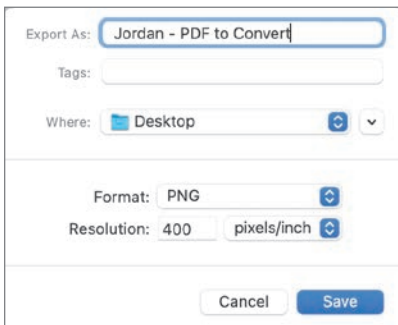 Export As: Jordan - PDF to Convert
Tags:
Where: Desktop
Format: PNG
Resolution: 400 pixels/inch
Cancel Save